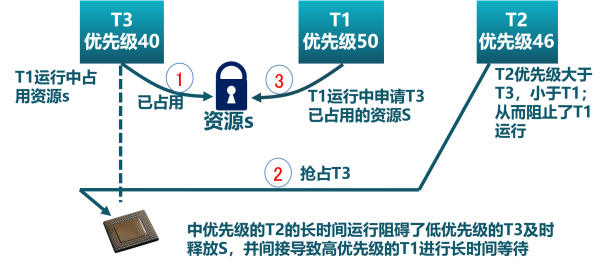 T3
优先级40
T1
优先级50
T2
优先级46
T1运行中占
用资源s
1
已占用
资源s
3
T1运行中申请T3
已占用的资源S
T2优先级大于
T3，小于T1；
从而阻止了T1
运行
2
抢占T3
中优先级的T2的长时间运行阻碍了低优先级的T3及时
释放S，并间接导致高优先级的T1进行长时间等待